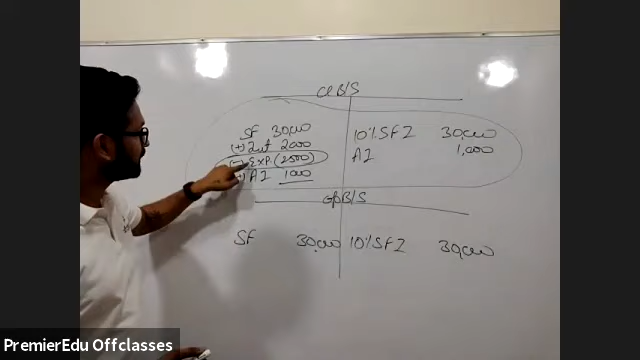 Cl B/S
SF 30,000 10% SFI 30,000
(+) Int 2000 AI 1,000
(-) Exp. (2500)
(+) AI 1000
Op B/S
SF 30,000 10% SFI 30,000
PremierEdu Offclasses